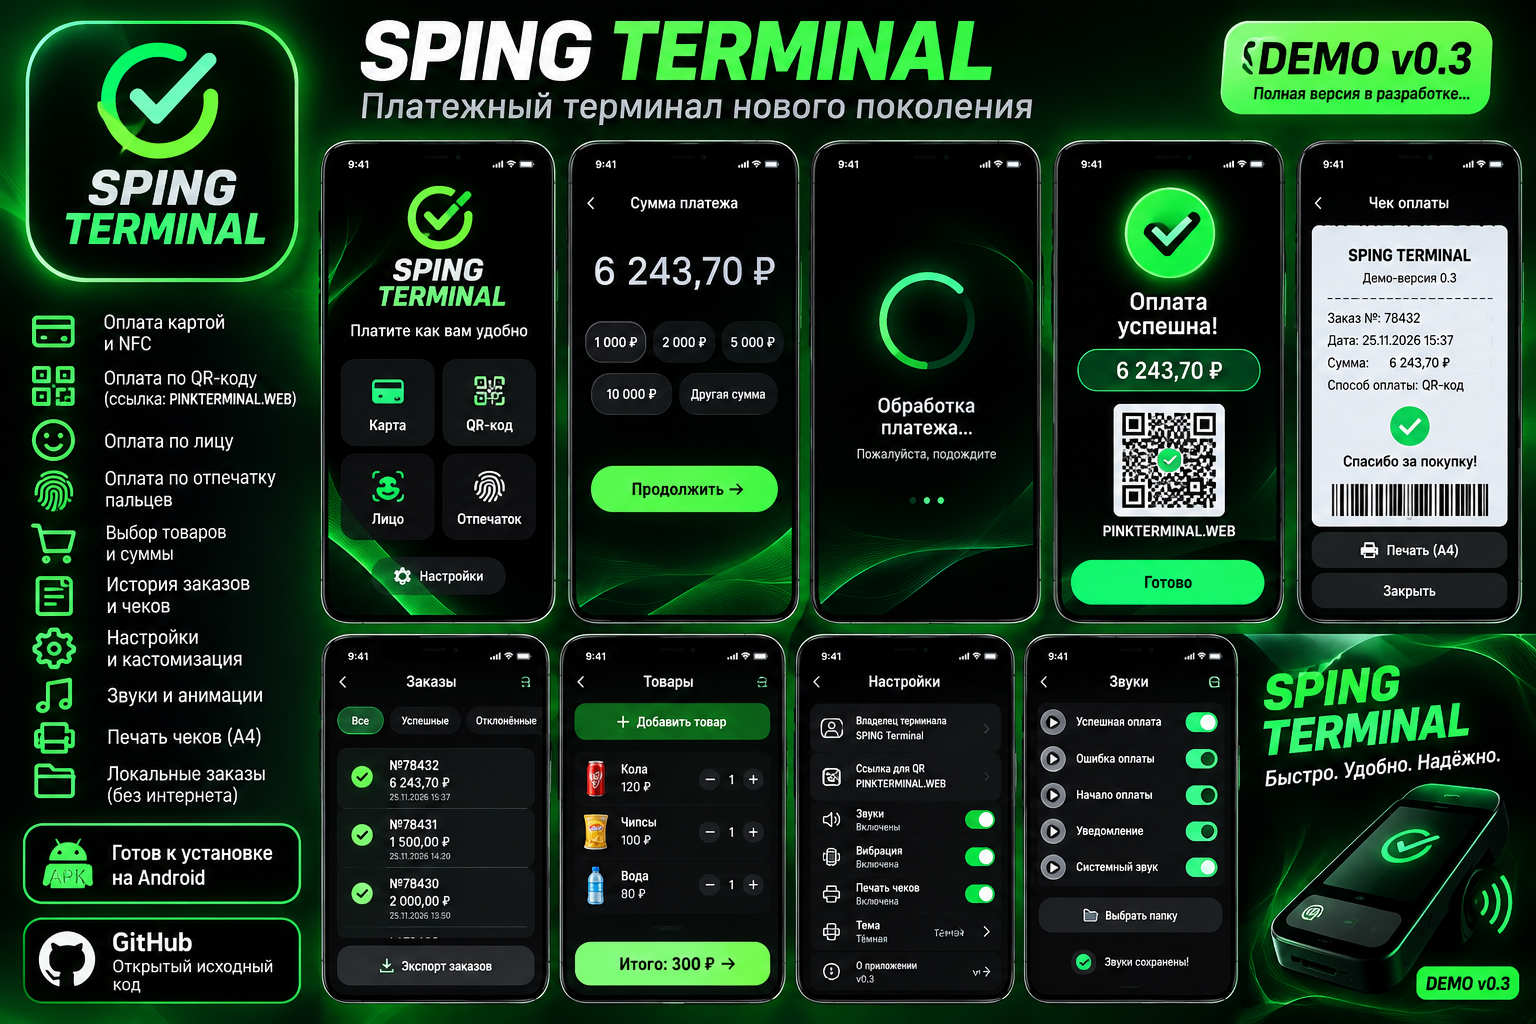 SPING TERMINAL
Платежный терминал нового поколения
DEMO v0.3
Полная версия в разработке...
SPING
TERMINAL
Оплата картой
и NFC
Оплата по QR-коду
(ссылка: PINKTERMINAL.WEB)
Оплата по лицу
Оплата по отпечатку
пальцев
Выбор товаров
и суммы
История заказов
и чеков
Настройки
и кастомизация
Звуки и анимации
Печать чеков (A4)
Локальные заказы
(без интернета)
APK
Готов к установке
на Android
GitHub
Открытый исходный
код
9:41
SPING
TERMINAL
Платите как вам удобно
Карта
QR-код
Лицо
Отпечаток
Настройки
9:41
Сумма платежа
6 243,70 ₽
1 000 ₽
2 000 ₽
5 000 ₽
10 000 ₽
Другая сумма
Продолжить →
9:41
Обработка
платежа...
Пожалуйста, подождите
9:41
Оплата
успешна!
6 243,70 ₽
PINKTERMINAL.WEB
Готово
9:41
Чек оплаты
SPING TERMINAL
Демо-версия 0.3
Заказ №: 78432
Дата: 25.11.2026 15:37
Сумма: 6 243,70 ₽
Способ оплаты: QR-код
Спасибо за покупку!
Печать (A4)
Закрыть
9:41
Заказы
Все
Успешные
Отклонённые
№78432
6 243,70 ₽
25.11.2026 15:37
№78431
1 500,00 ₽
25.11.2026 14:20
№78430
2 000,00 ₽
25.11.2026 13:50
Экспорт заказов
9:41
Товары
+ Добавить товар
Кола
120 ₽
− 1 +
Чипсы
100 ₽
− 1 +
Вода
80 ₽
− 1 +
Итого: 300 ₽ →
9:41
Настройки
Владелец терминала
SPING Terminal
Ссылка для QR
PINKTERMINAL.WEB
Звуки
Включены
Вибрация
Включена
Печать чеков
Включена
Тема
Тёмная
О приложении
v0.3
9:41
Звуки
Успешная оплата
Ошибка оплаты
Начало оплаты
Уведомление
Системный звук
Выбрать папку
Звуки сохранены!
SPING
TERMINAL
Быстро. Удобно. Надёжно.
DEMO v0.3